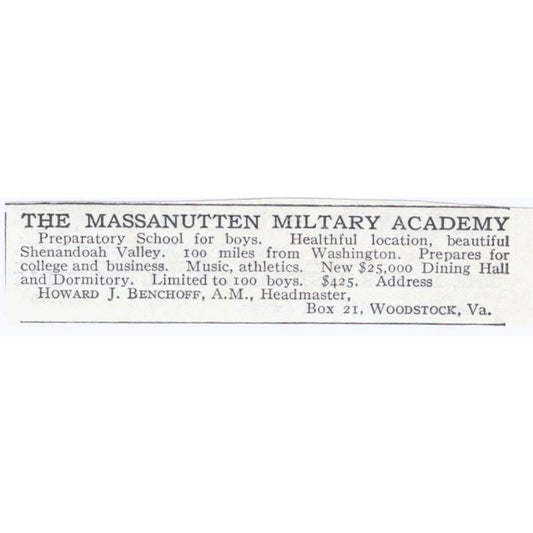 THE MASSANUTTEN MILTARY ACADEMY
Preparatory School for boys. Healthful location, beautiful
Shenandoah Valley. 100 miles from Washington. Prepares for
college and business. Music, athletics. New $25,000 Dining Hall
and Dormitory. Limited to 100 boys. $425. Address
HOWARD J. BENCHOFF, A.M., Headmaster,
Box 21, WOODSTOCK, Va.